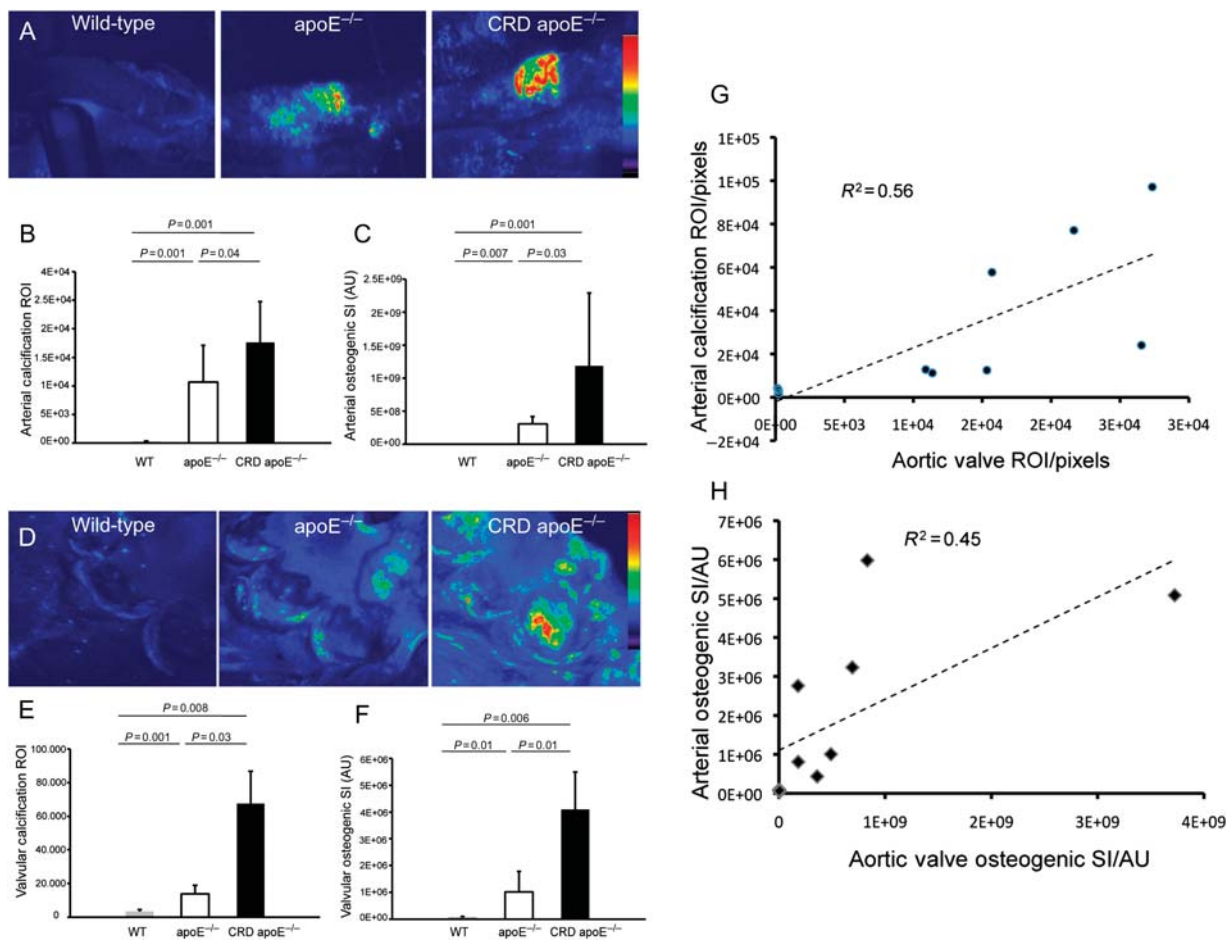 A
Wild-type
apoE–/–
CRD apoE–/–
B
P = 0.001
P = 0.001
P = 0.04
Arterial calcification ROI
4E+04
2.5E+04
2E+04
1.5E+04
1E+04
5E+03
0E+00
WT
apoE–/–
CRD apoE–/–
C
P = 0.001
P = 0.007
P = 0.03
Arterial osteogenic SI (AU)
2.5E+09
2E+09
1.5E+09
1E+09
5E+08
0E+00
WT
apoE–/–
CRD apoE–/–
D
Wild-type
apoE–/–
CRD apoE–/–
E
P = 0.008
P = 0.001
P = 0.03
Valvular calcification ROI
100.000
80.000
60.000
40.000
20.000
0
WT
apoE–/–
CRD apoE–/–
F
P = 0.006
P = 0.01
P = 0.01
Valvular osteogenic SI (AU)
6E+06
5E+06
4E+06
3E+06
2E+06
1E+06
0E+00
WT
apoE–/–
CRD apoE–/–
G
R² = 0.56
Arterial calcification ROI/pixels
1E+05
1E+05
8E+04
6E+04
4E+04
2E+04
0E+00
−2E+04
0E+00
5E+03
1E+04
2E+04
2E+04
3E+04
3E+04
Aortic valve ROI/pixels
H
R² = 0.45
Arterial osteogenic SI/AU
7E+06
6E+06
5E+06
4E+06
3E+06
2E+06
1E+06
0E+00
0
1E+09
2E+09
3E+09
4E+09
Aortic valve osteogenic SI/AU